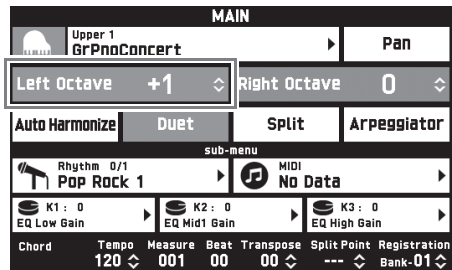 MAIN
Upper 1
GrPnoConcert
Pan
Left Octave +1
Right Octave 0
Auto Harmonize
Duet
Split
Arpeggiator
sub-menu
Rhythm 0/1
Pop Rock 1
MIDI
No Data
K1 : 0
EQ Low Gain
K2 : 0
EQ Mid1 Gain
K3 : 0
EQ High Gain
Chord Tempo Measure Beat Transpose Split Point Registration
120 001 00 00 --- Bank-01